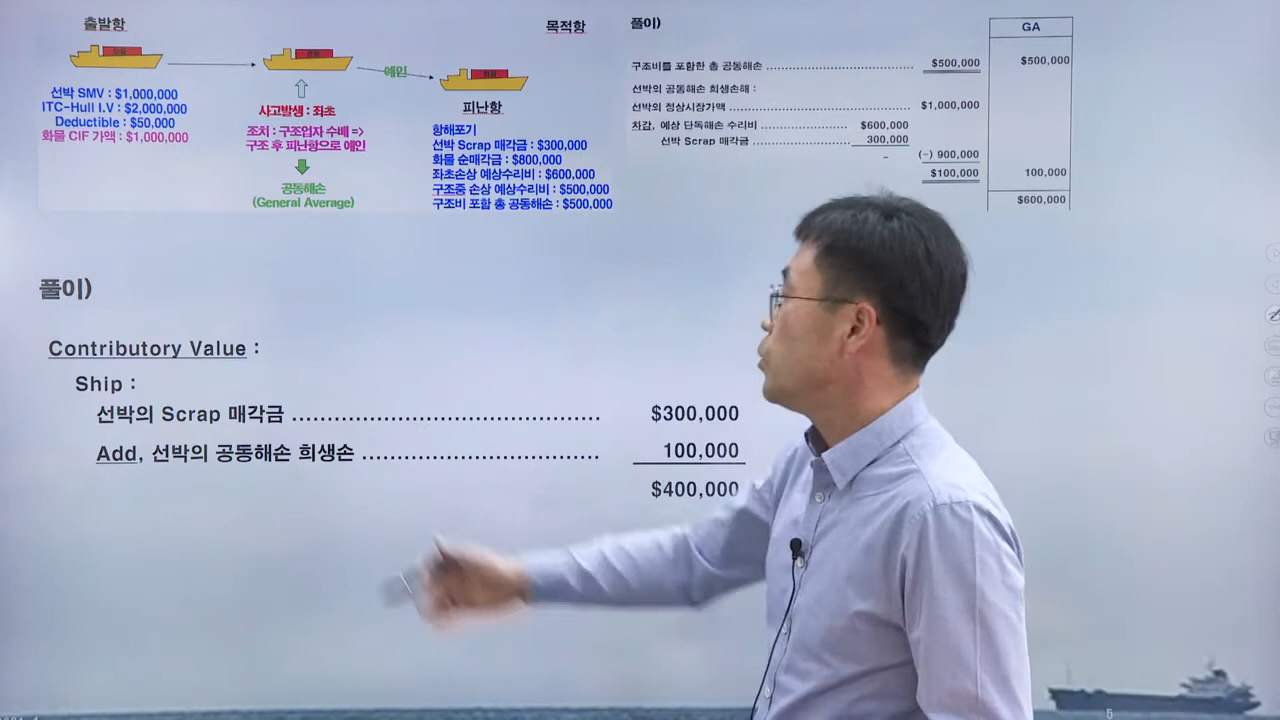 출발항
목적항
선박 SMV : $1,000,000
ITC-Hull I.V : $2,000,000
Deductible : $50,000
화물 CIF 가액 : $1,000,000
사고발생 : 좌초
조치 : 구조업자 수배 =>
구조 후 피난항으로 예인
공동해손
(General Average)
예인
피난항
항해포기
선박 Scrap 매각금 : $300,000
화물 순매각금 : $800,000
좌초손상 예상수리비 : $600,000
구조중 손상 예상수리비 : $500,000
구조비 포함 총 공동해손 : $500,000
풀이)
GA
구조비를 포함한 총 공동해손 ........ $500,000 $500,000
선박의 공동해손 희생손해 :
선박의 정상시장가액 ........ $1,000,000
차감, 예상 단독해손 수리비 ........ $600,000
선박 Scrap 매각금 ........ 300,000
(-) 900,000
$100,000 100,000
$600,000
풀이)
Contributory Value :
Ship :
선박의 Scrap 매각금 ........ $300,000
Add, 선박의 공동해손 희생손 ........ 100,000
$400,000
5